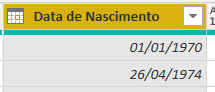 Data de Nascimento
01/01/1970
26/04/1974